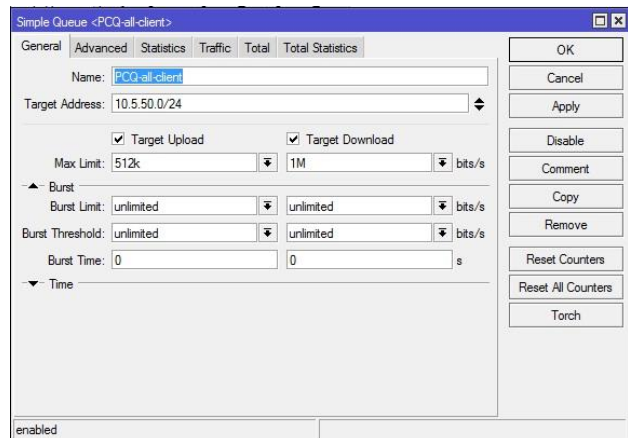 Simple Queue <PCQ-all-client>
General Advanced Statistics Traffic Total Total Statistics
Name: PCQ-all-client
Target Address: 10.5.50.0/24
Target Upload Target Download
Max Limit: 512k 1M bits/s
Burst
Burst Limit: unlimited unlimited bits/s
Burst Threshold: unlimited unlimited bits/s
Burst Time: 0 0 s
Time
OK
Cancel
Apply
Disable
Comment
Copy
Remove
Reset Counters
Reset All Counters
Torch
enabled